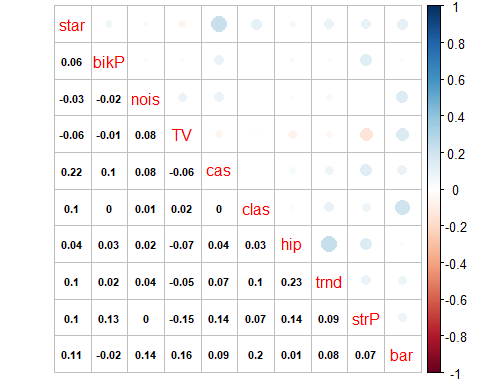 star
0.06 bikP
-0.03 -0.02 nois
-0.06 -0.01 0.08 TV
0.22 0.1 0.08 -0.06 cas
0.1 0 0.01 0.02 0 clas
0.04 0.03 0.02 -0.07 0.04 0.03 hip
0.1 0.02 0.04 -0.05 0.07 0.1 0.23 trnd
0.1 0.13 0 -0.15 0.14 0.07 0.14 0.09 strP
0.11 -0.02 0.14 0.16 0.09 0.2 0.01 0.08 0.07 bar
1
0.8
0.6
0.4
0.2
0
-0.2
-0.4
-0.6
-0.8
-1